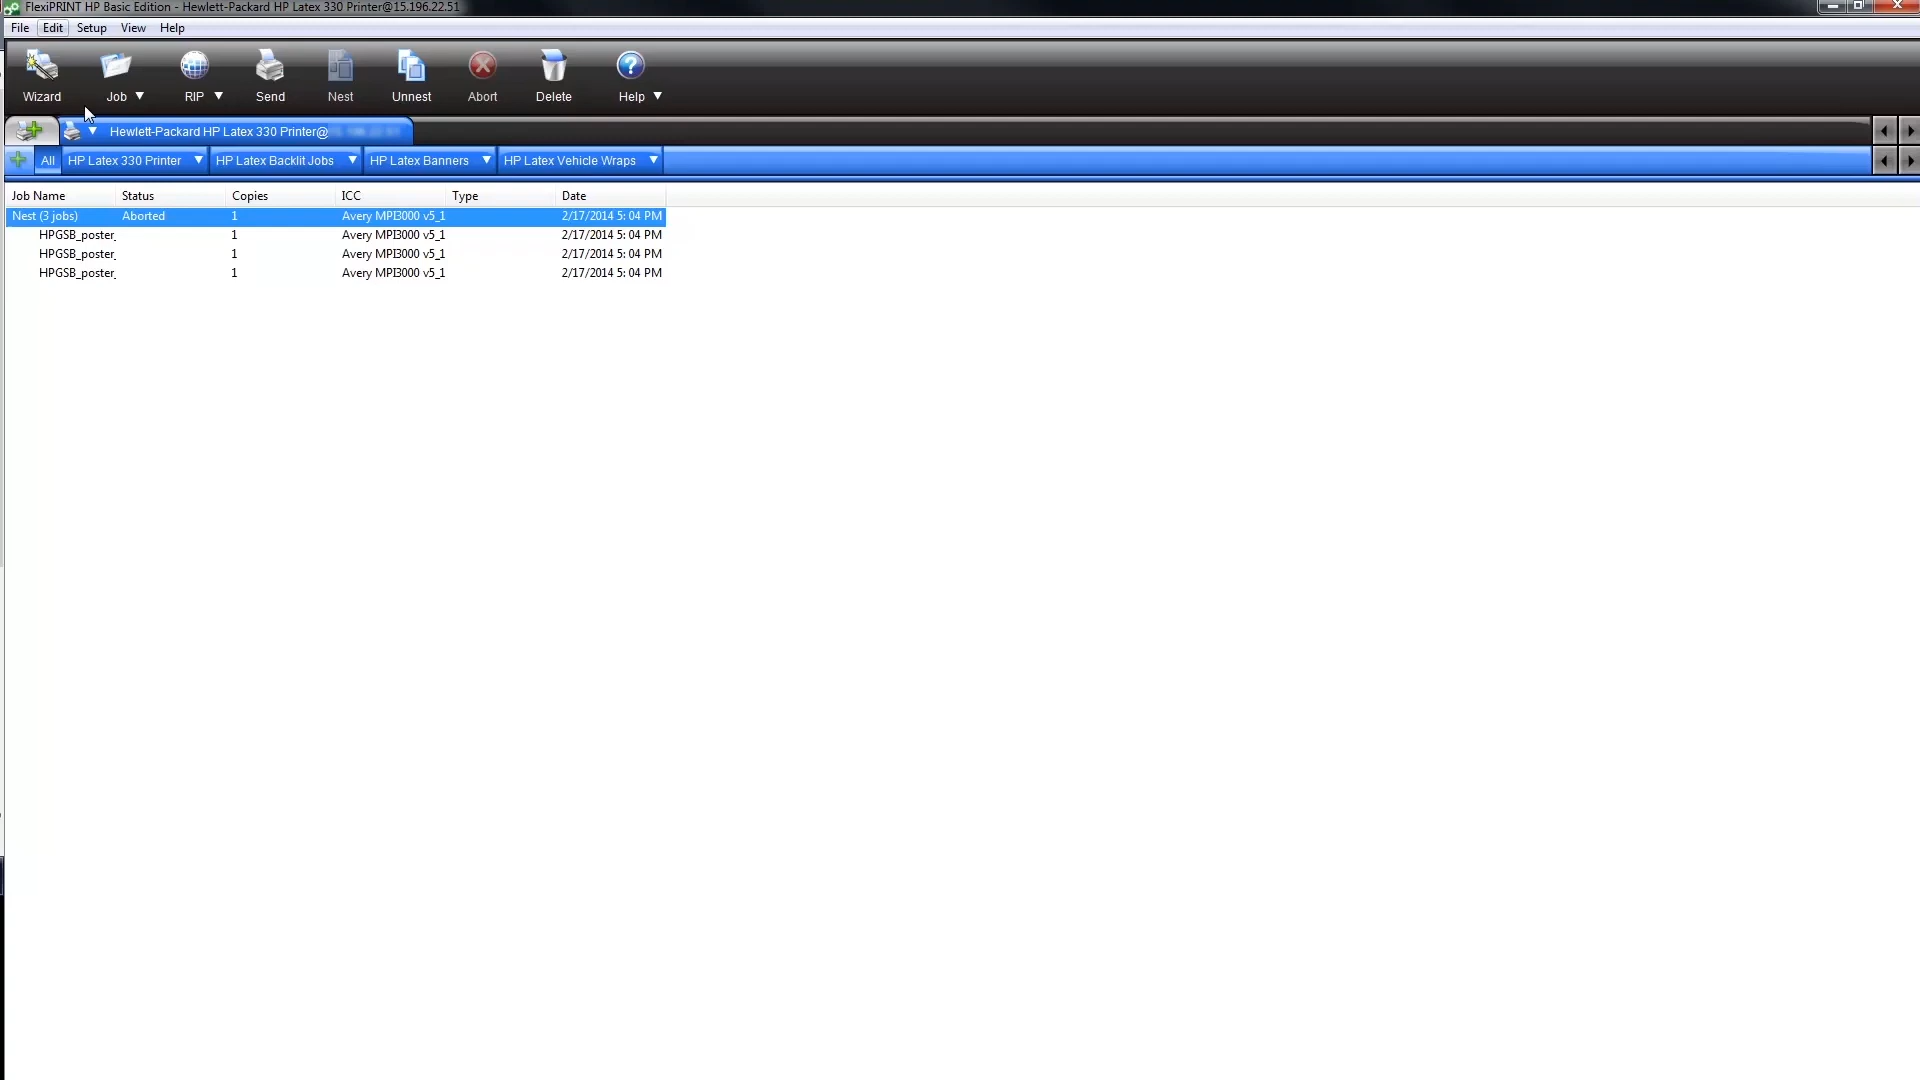 FlexiPRINT HP Basic Edition - Hewlett-Packard HP Latex 330 Printer@15.196.22.51
File Edit Setup View Help
Wizard Job RIP Send Nest Unnest Abort Delete Help
Hewlett-Packard HP Latex 330 Printer@
All HP Latex 330 Printer HP Latex Backlit Jobs HP Latex Banners HP Latex Vehicle Wraps
Job Name Status Copies ICC Type Date
Nest (3 jobs) Aborted 1 Avery MPI3000 v5_1 2/17/2014 5: 04 PM
HPGSB_poster_ 1 Avery MPI3000 v5_1 2/17/2014 5: 04 PM
HPGSB_poster_ 1 Avery MPI3000 v5_1 2/17/2014 5: 04 PM
HPGSB_poster_ 1 Avery MPI3000 v5_1 2/17/2014 5: 04 PM